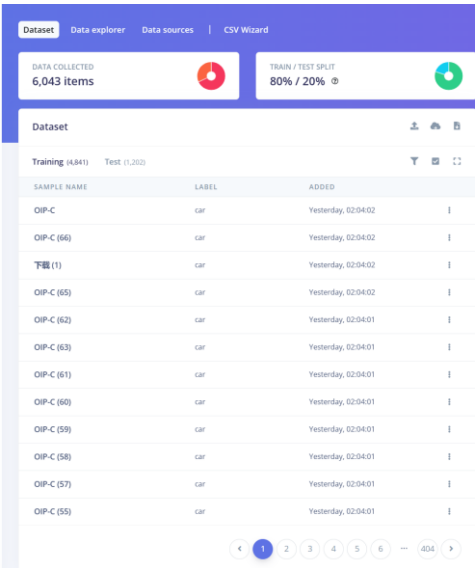 Dataset Data explorer Data sources | CSV Wizard
DATA COLLECTED
6,043 items
TRAIN / TEST SPLIT
80% / 20%
Dataset
Training (4,841) Test (1,202)
SAMPLE NAME LABEL ADDED
OIP-C car Yesterday, 02:04:02
OIP-C (66) car Yesterday, 02:04:02
下载 (1) car Yesterday, 02:04:02
OIP-C (65) car Yesterday, 02:04:02
OIP-C (62) car Yesterday, 02:04:01
OIP-C (63) car Yesterday, 02:04:01
OIP-C (61) car Yesterday, 02:04:01
OIP-C (60) car Yesterday, 02:04:01
OIP-C (59) car Yesterday, 02:04:01
OIP-C (58) car Yesterday, 02:04:01
OIP-C (57) car Yesterday, 02:04:01
OIP-C (55) car Yesterday, 02:04:01
‹ 1 2 3 4 5 6 ··· 404 ›